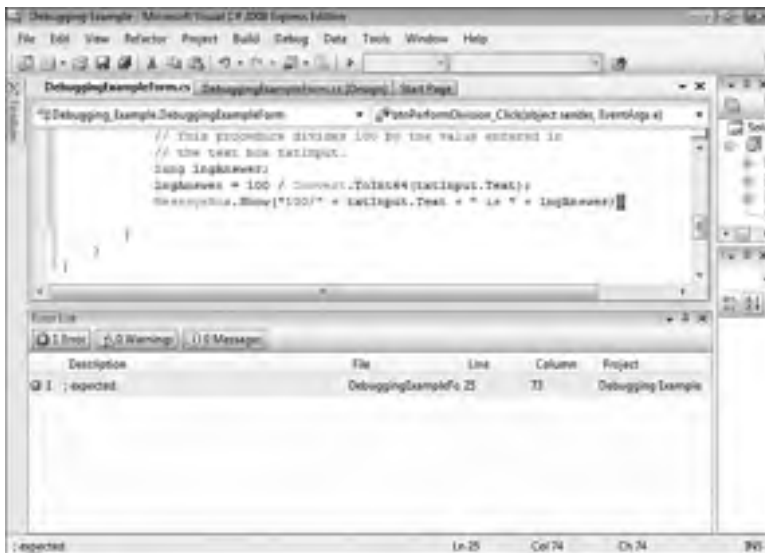 Debugging Example - Microsoft Visual C# 2008 Express Edition
File Edit View Refactor Project Build Debug Data Tools Window Help
DebuggingExampleForm.cs DebuggingExampleForm.cs [Design] Start Page
Debugging_Example.DebuggingExampleForm btnPerformDivision_Click(object sender, EventArgs e)
// This procedure divides 100 by the value entered in
// the text box txtInput.
long lngAnswer;
lngAnswer = 100 / Convert.ToInt64(txtInput.Text);
MessageBox.Show("100/" + txtInput.Text + " is " + lngAnswer)
}
}
}
Error List
1 Error 0 Warnings 0 Messages
Description File Line Column Project
1 ; expected DebuggingExampleFo 25 73 Debugging Example
; expected Ln 25 Col 74 Ch 74 INS